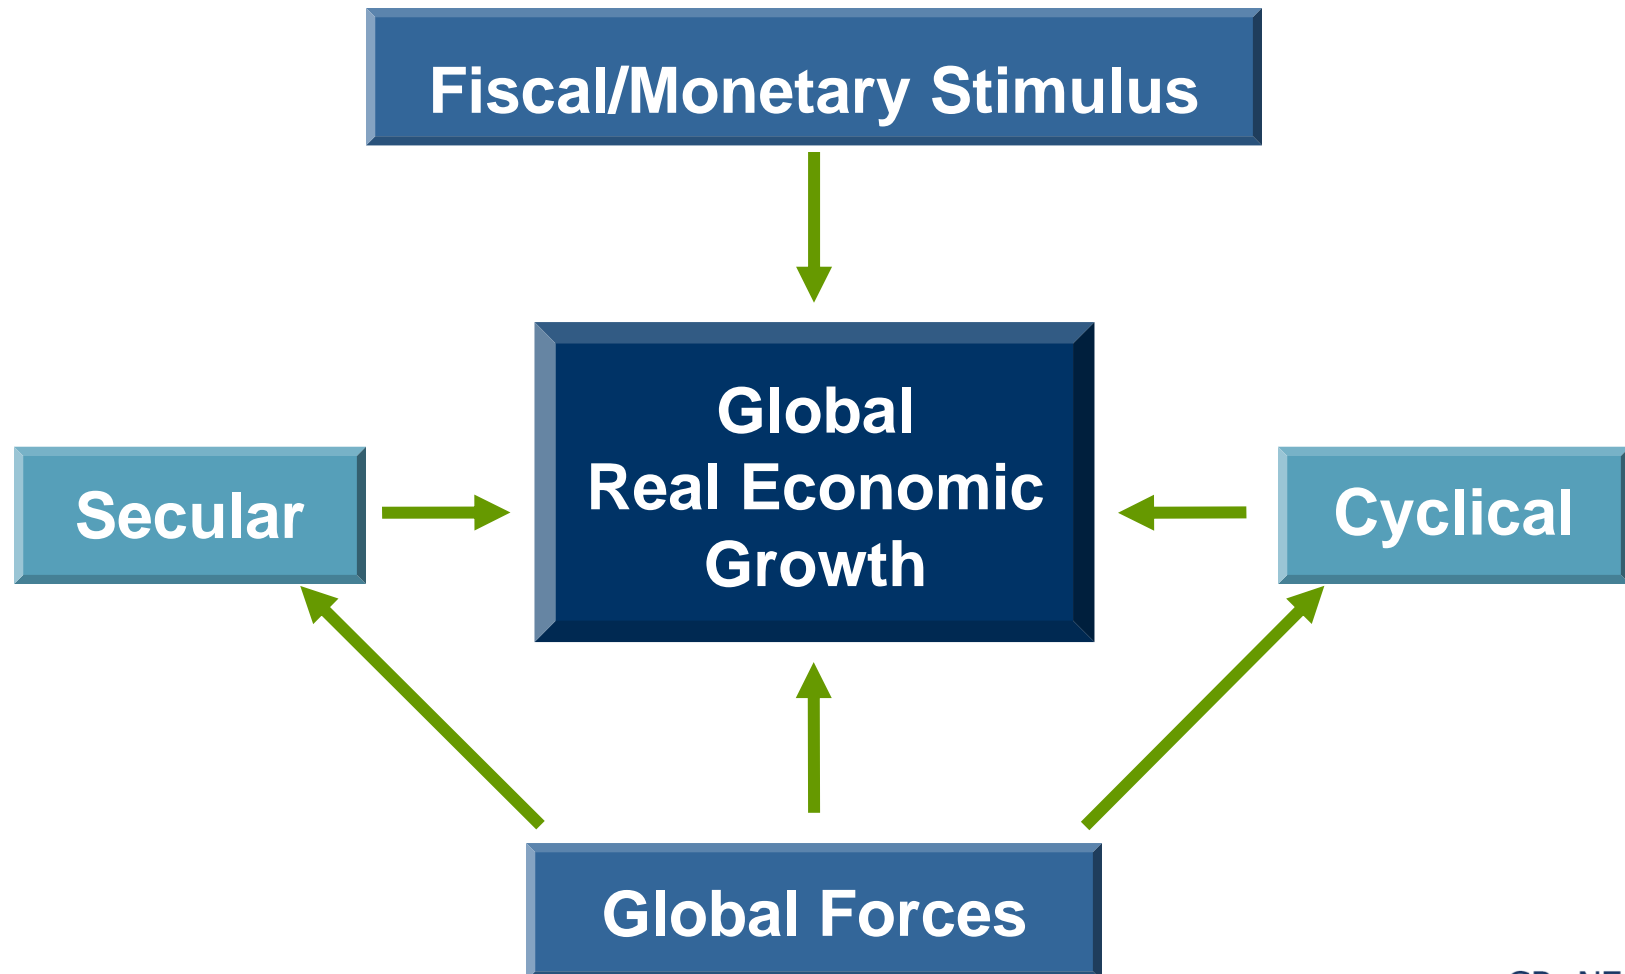 Fiscal/Monetary Stimulus
Global
Real Economic
Growth
Secular
Cyclical
Global Forces